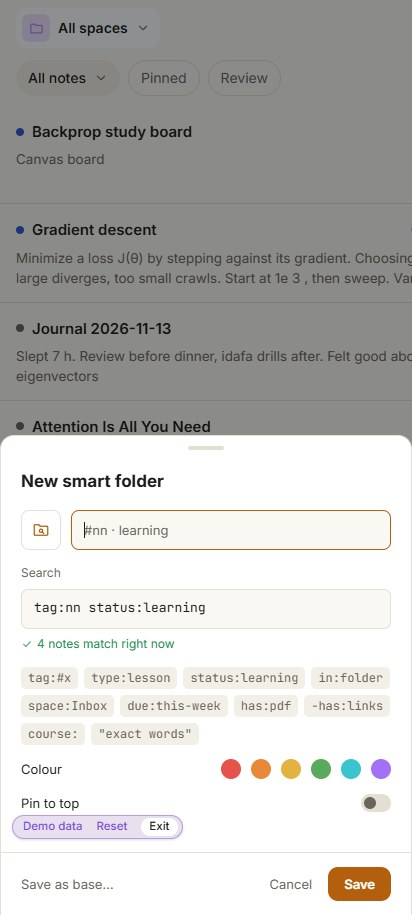 All spaces
All notes
Pinned
Review
Backprop study board
Canvas board
Gradient descent
Minimize a loss J(θ) by stepping against its gradient. Choosing
large diverges, too small crawls. Start at 1e 3 , then sweep.
Journal 2026-11-13
Slept 7 h. Review before dinner, idafa drills after. Felt good
eigenvectors
Attention Is All You Need
New smart folder
#nn · learning
Search
tag:nn status:learning
✓ 4 notes match right now
tag:#x type:lesson status:learning in:folder
space:Inbox due:this-week has:pdf -has:links
course: "exact words"
Colour
Pin to top
Demo data Reset Exit
Save as base... Cancel Save